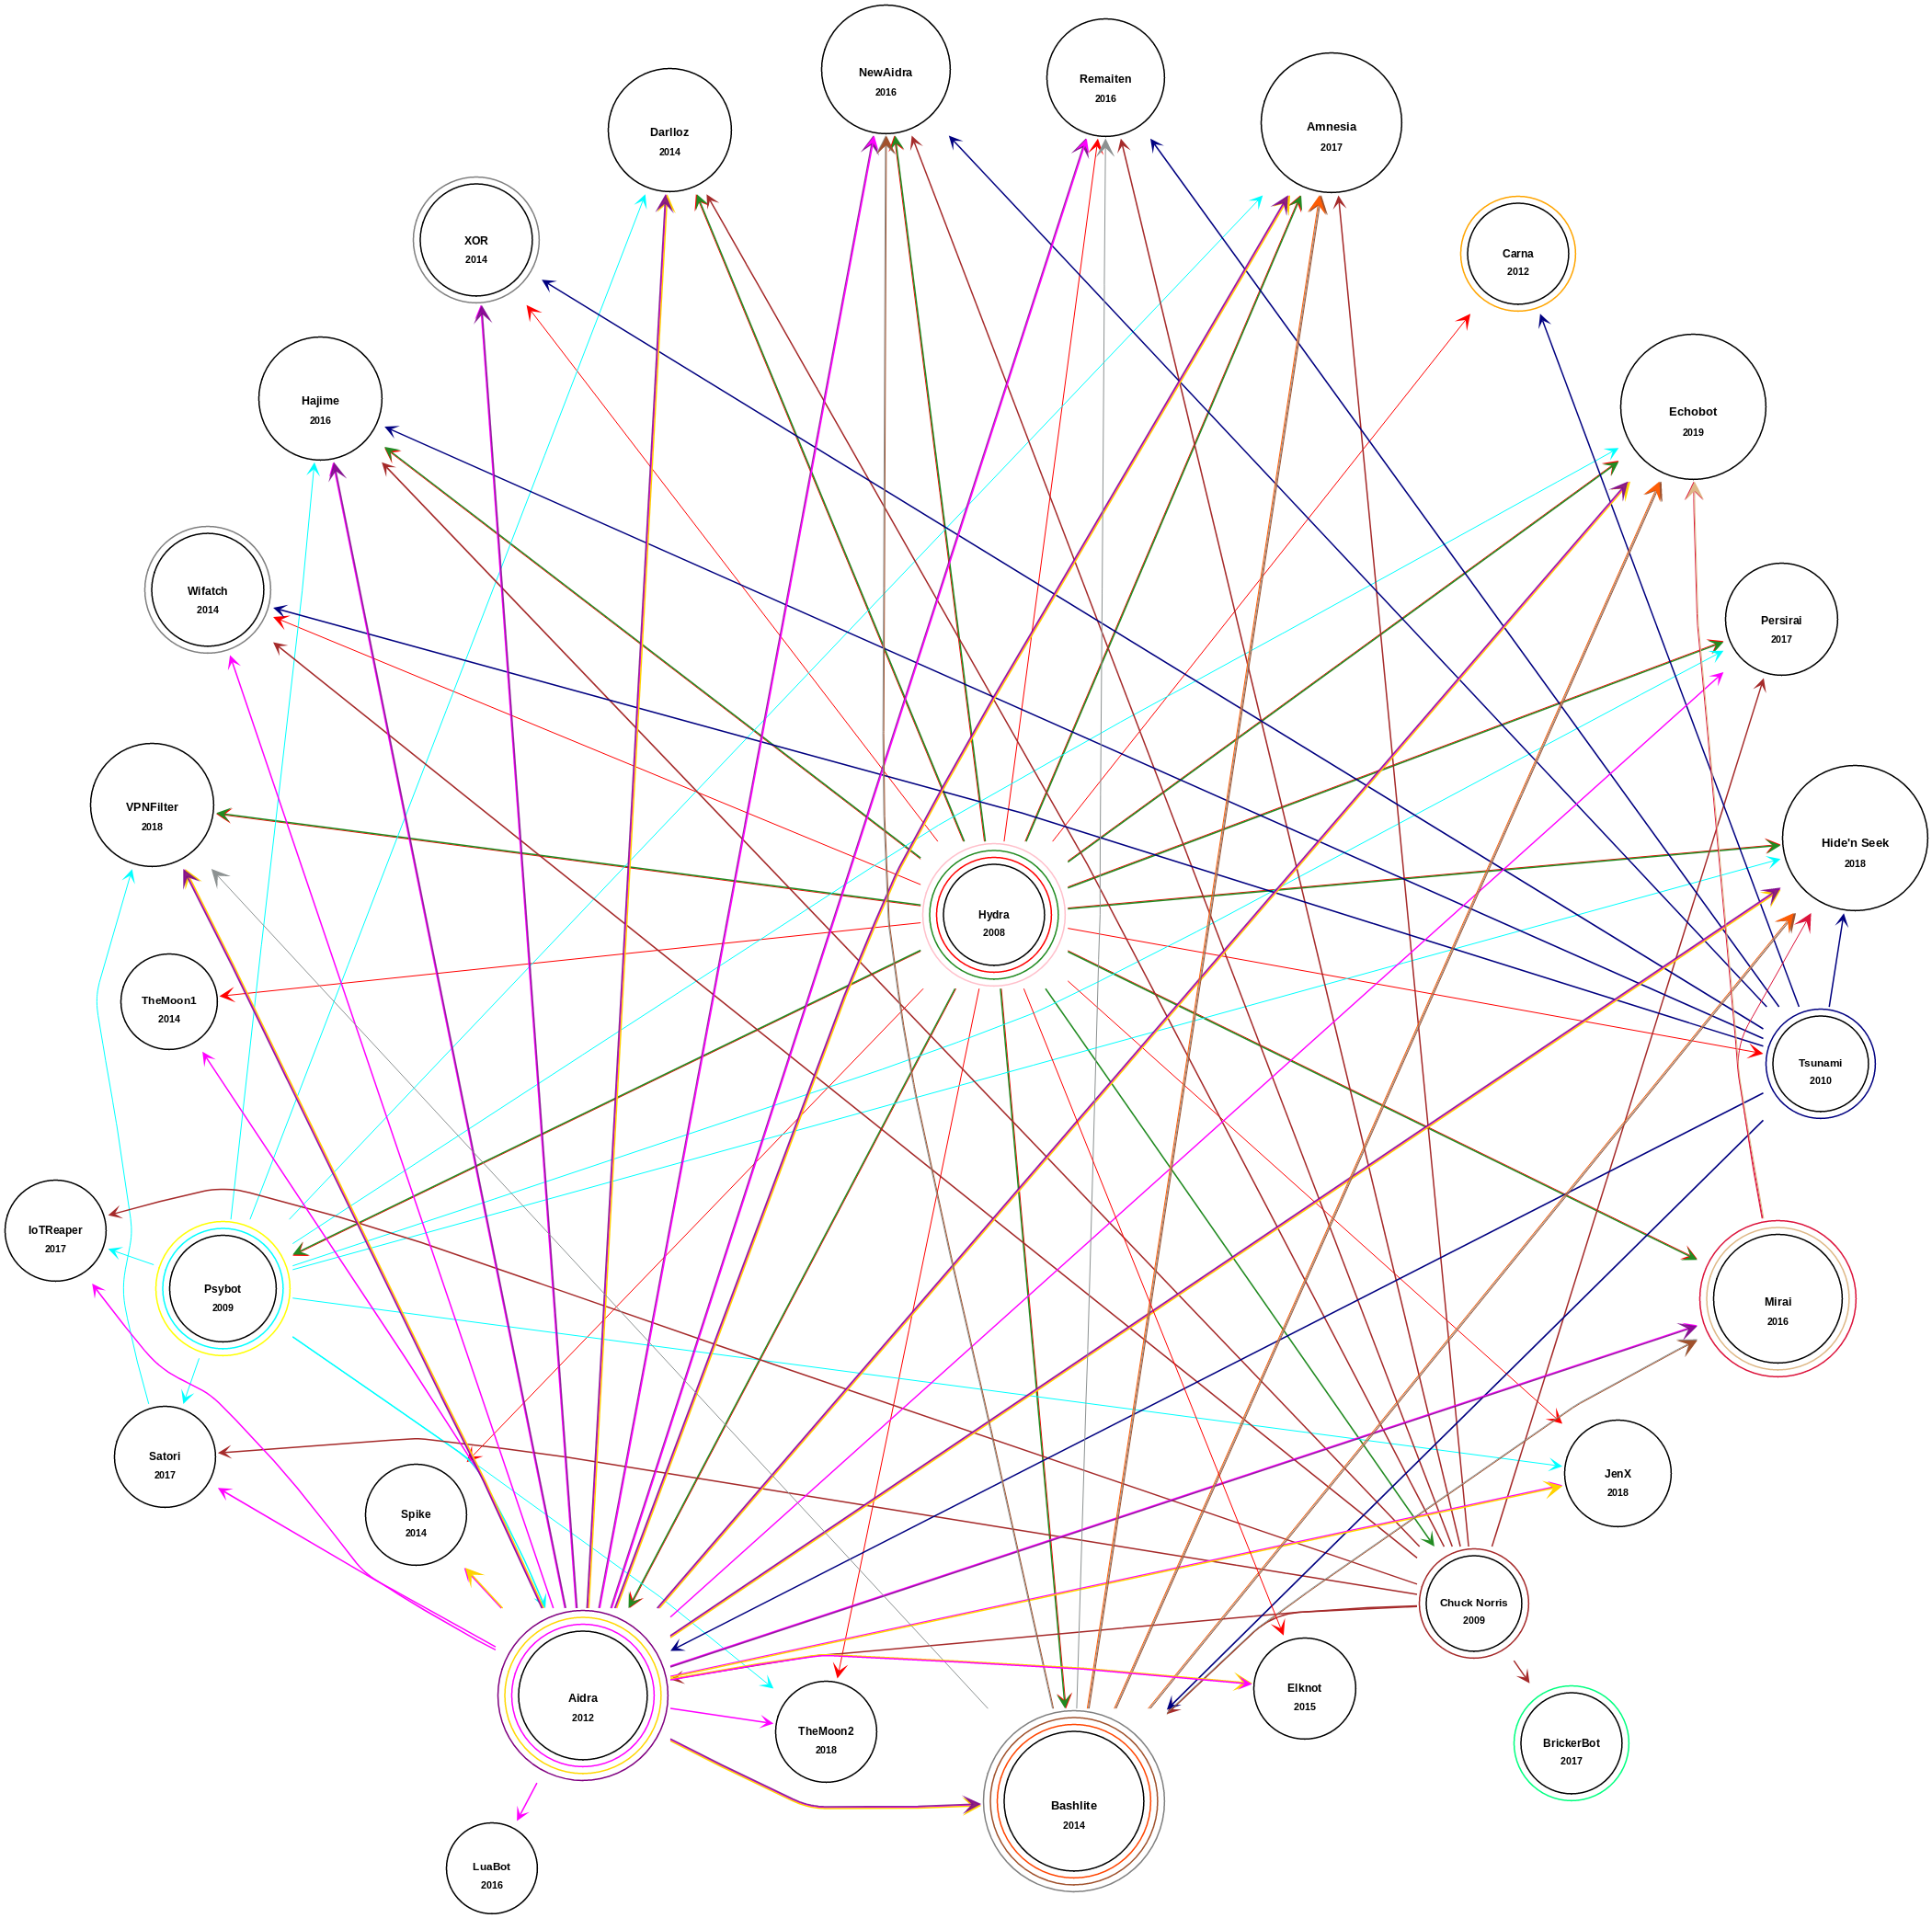 NewAidra
2016
Remaiten
2016
Amnesia
2017
Darlloz
2014
XOR
2014
Carna
2012
Hajime
2016
Echobot
2019
Wifatch
2014
Persirai
2017
VPNFilter
2018
Hide'n Seek
2018
Hydra
2008
TheMoon1
2014
Tsunami
2010
IoTReaper
2017
Psybot
2009
Mirai
2016
Satori
2017
Spike
2014
JenX
2018
Chuck Norris
2009
Aidra
2012
Elknot
2015
TheMoon2
2018
BrickerBot
2017
Bashlite
2014
LuaBot
2016